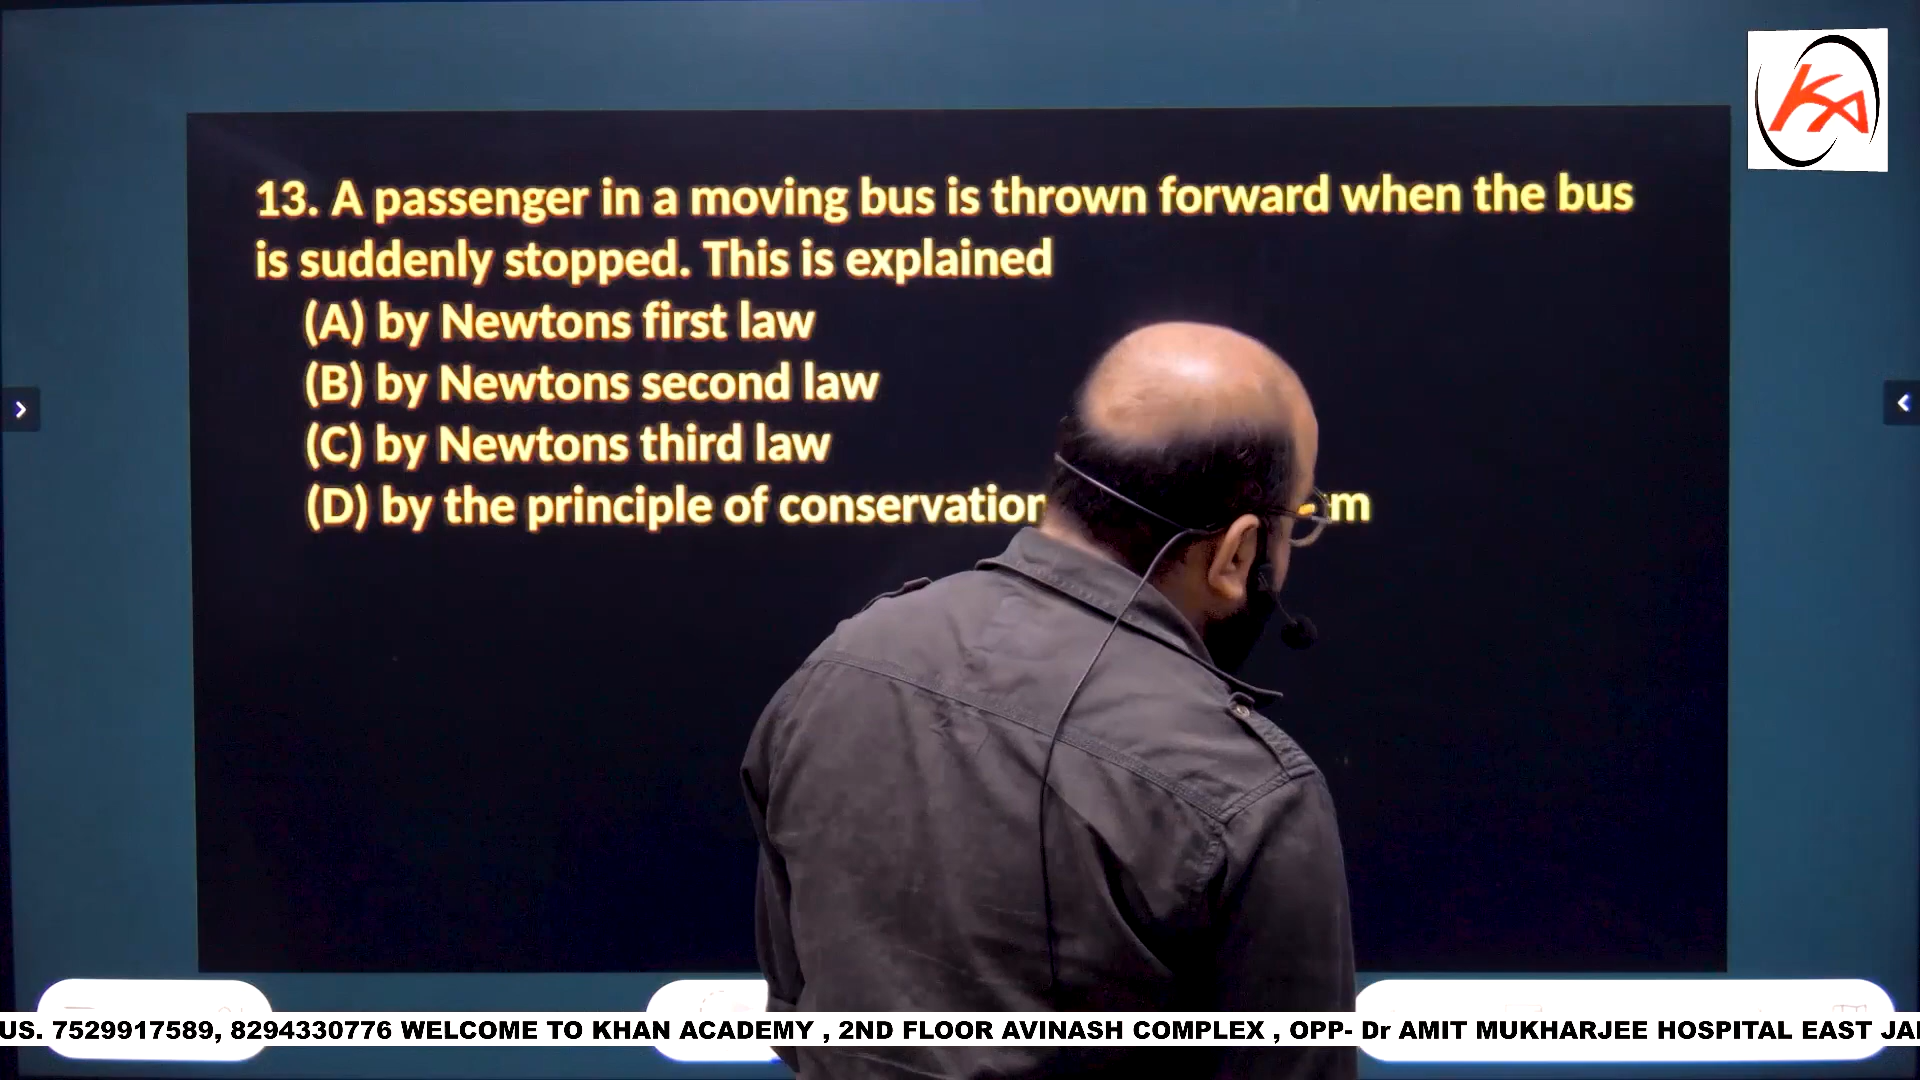 KA
13. A passenger in a moving bus is thrown forward when the bus
is suddenly stopped. This is explained
(A) by Newtons first law
(B) by Newtons second law
(C) by Newtons third law
(D) by the principle of conservation
US. 7529917589, 8294330776 WELCOME TO KHAN ACADEMY , 2ND FLOOR AVINASH COMPLEX , OPP- Dr AMIT MUKHARJEE HOSPITAL EAST